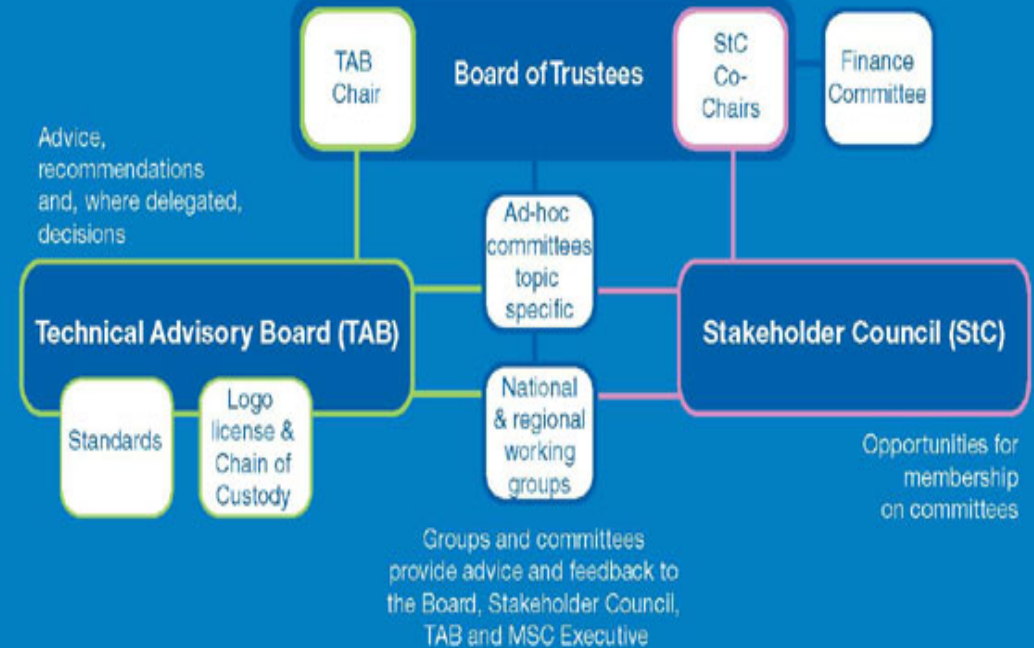 TAB
Chair
Board of Trustees
StC
Co-
Chairs
Finance
Committee
Advice,
recommendations
and, where delegated,
decisions
Ad-hoc
committees
topic
specific
Technical Advisory Board (TAB)
Stakeholder Council (StC)
Standards
Logo
license &
Chain of
Custody
National
& regional
working
groups
Opportunities for
membership
on committees
Groups and committees
provide advice and feedback to
the Board, Stakeholder Council,
TAB and MSC Executive